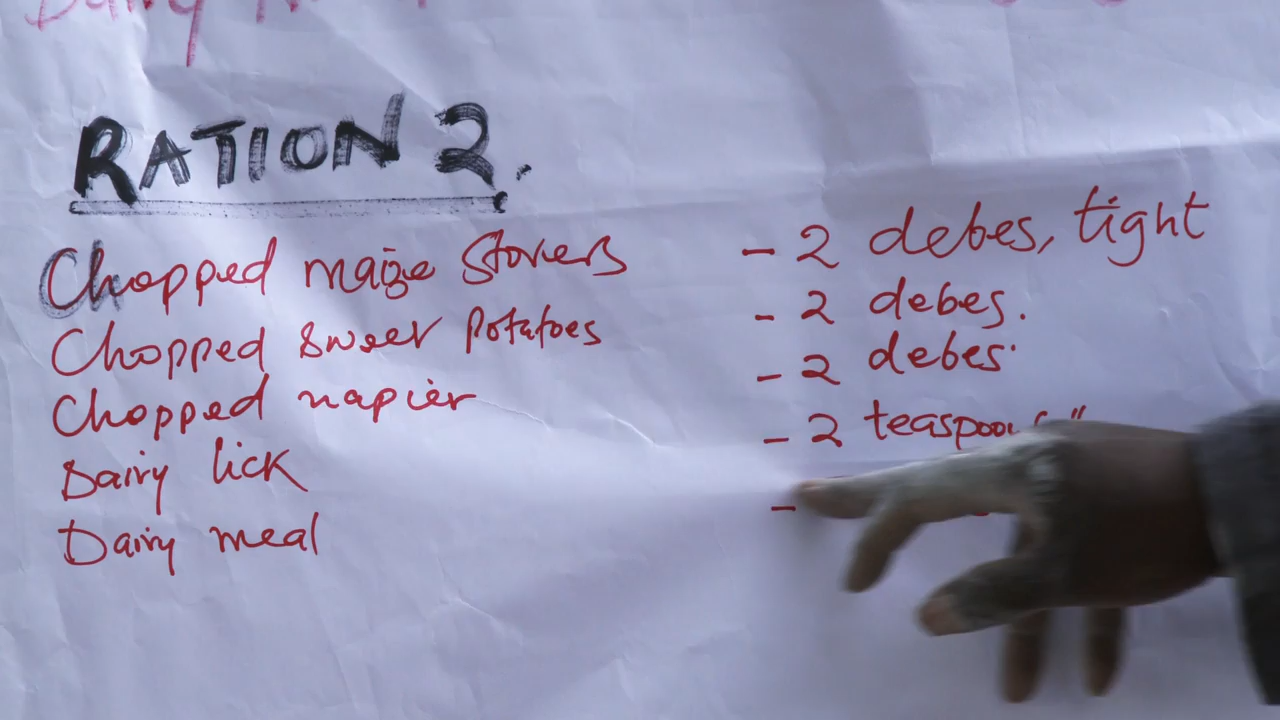 RATION 2.
Chopped maize stovers - 2 debes, tight
Chopped sweet potatoes - 2 debes.
Chopped napier - 2 debes.
Dairy lick - 2 teaspoons"
Dairy meal -